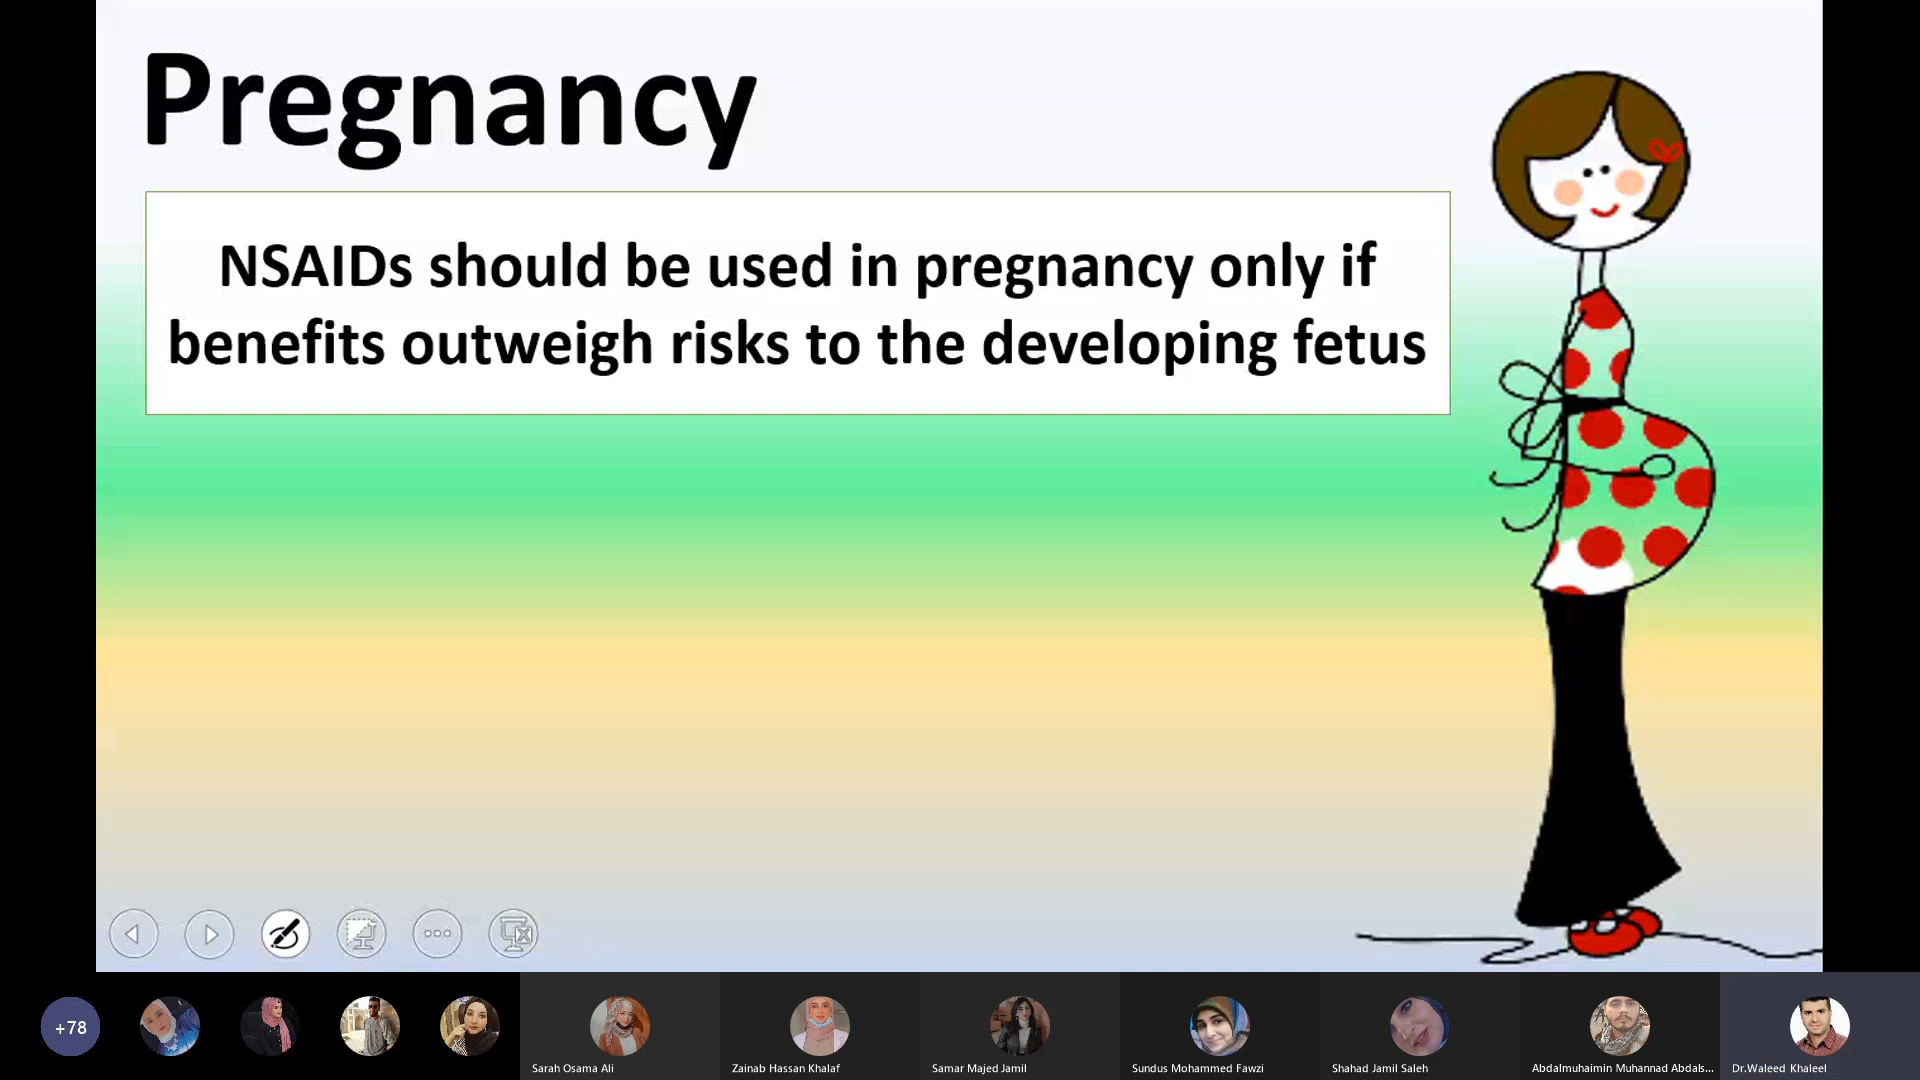 Pregnancy
NSAIDs should be used in pregnancy only if
benefits outweigh risks to the developing fetus
+78
Sarah Osama Ali
Zainab Hassan Khalaf
Samar Majed Jamil
Sundus Mohammed Fawzi
Shahad Jamil Saleh
Abdalmuhaimin Muhannad Abdals...
Dr.Waleed Khaleel